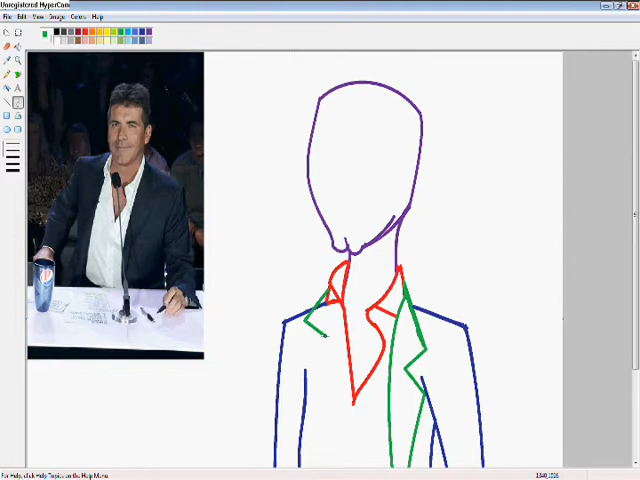 Unregistered HyperCam
File Edit View Image Colors Help
For Help, click Help Topics on the Help Menu.